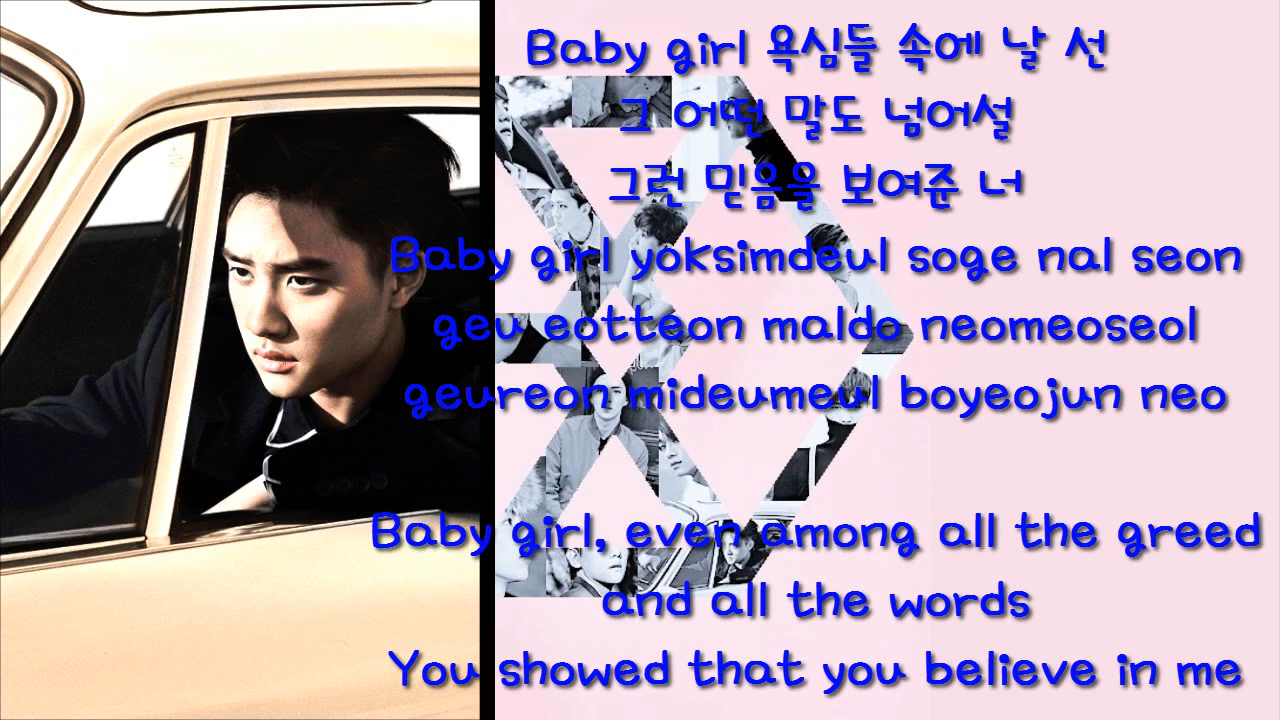 Baby girl 욕심들 속에 날 선
그 어떤 말도 넘어설
그런 믿음을 보여준 너
Baby girl yoksimdeul soge nal seon
geu eotteon maldo neomeoseol
geureon mideumeul boyeojun neo
Baby girl, even among all the greed
and all the words
You showed that you believe in me